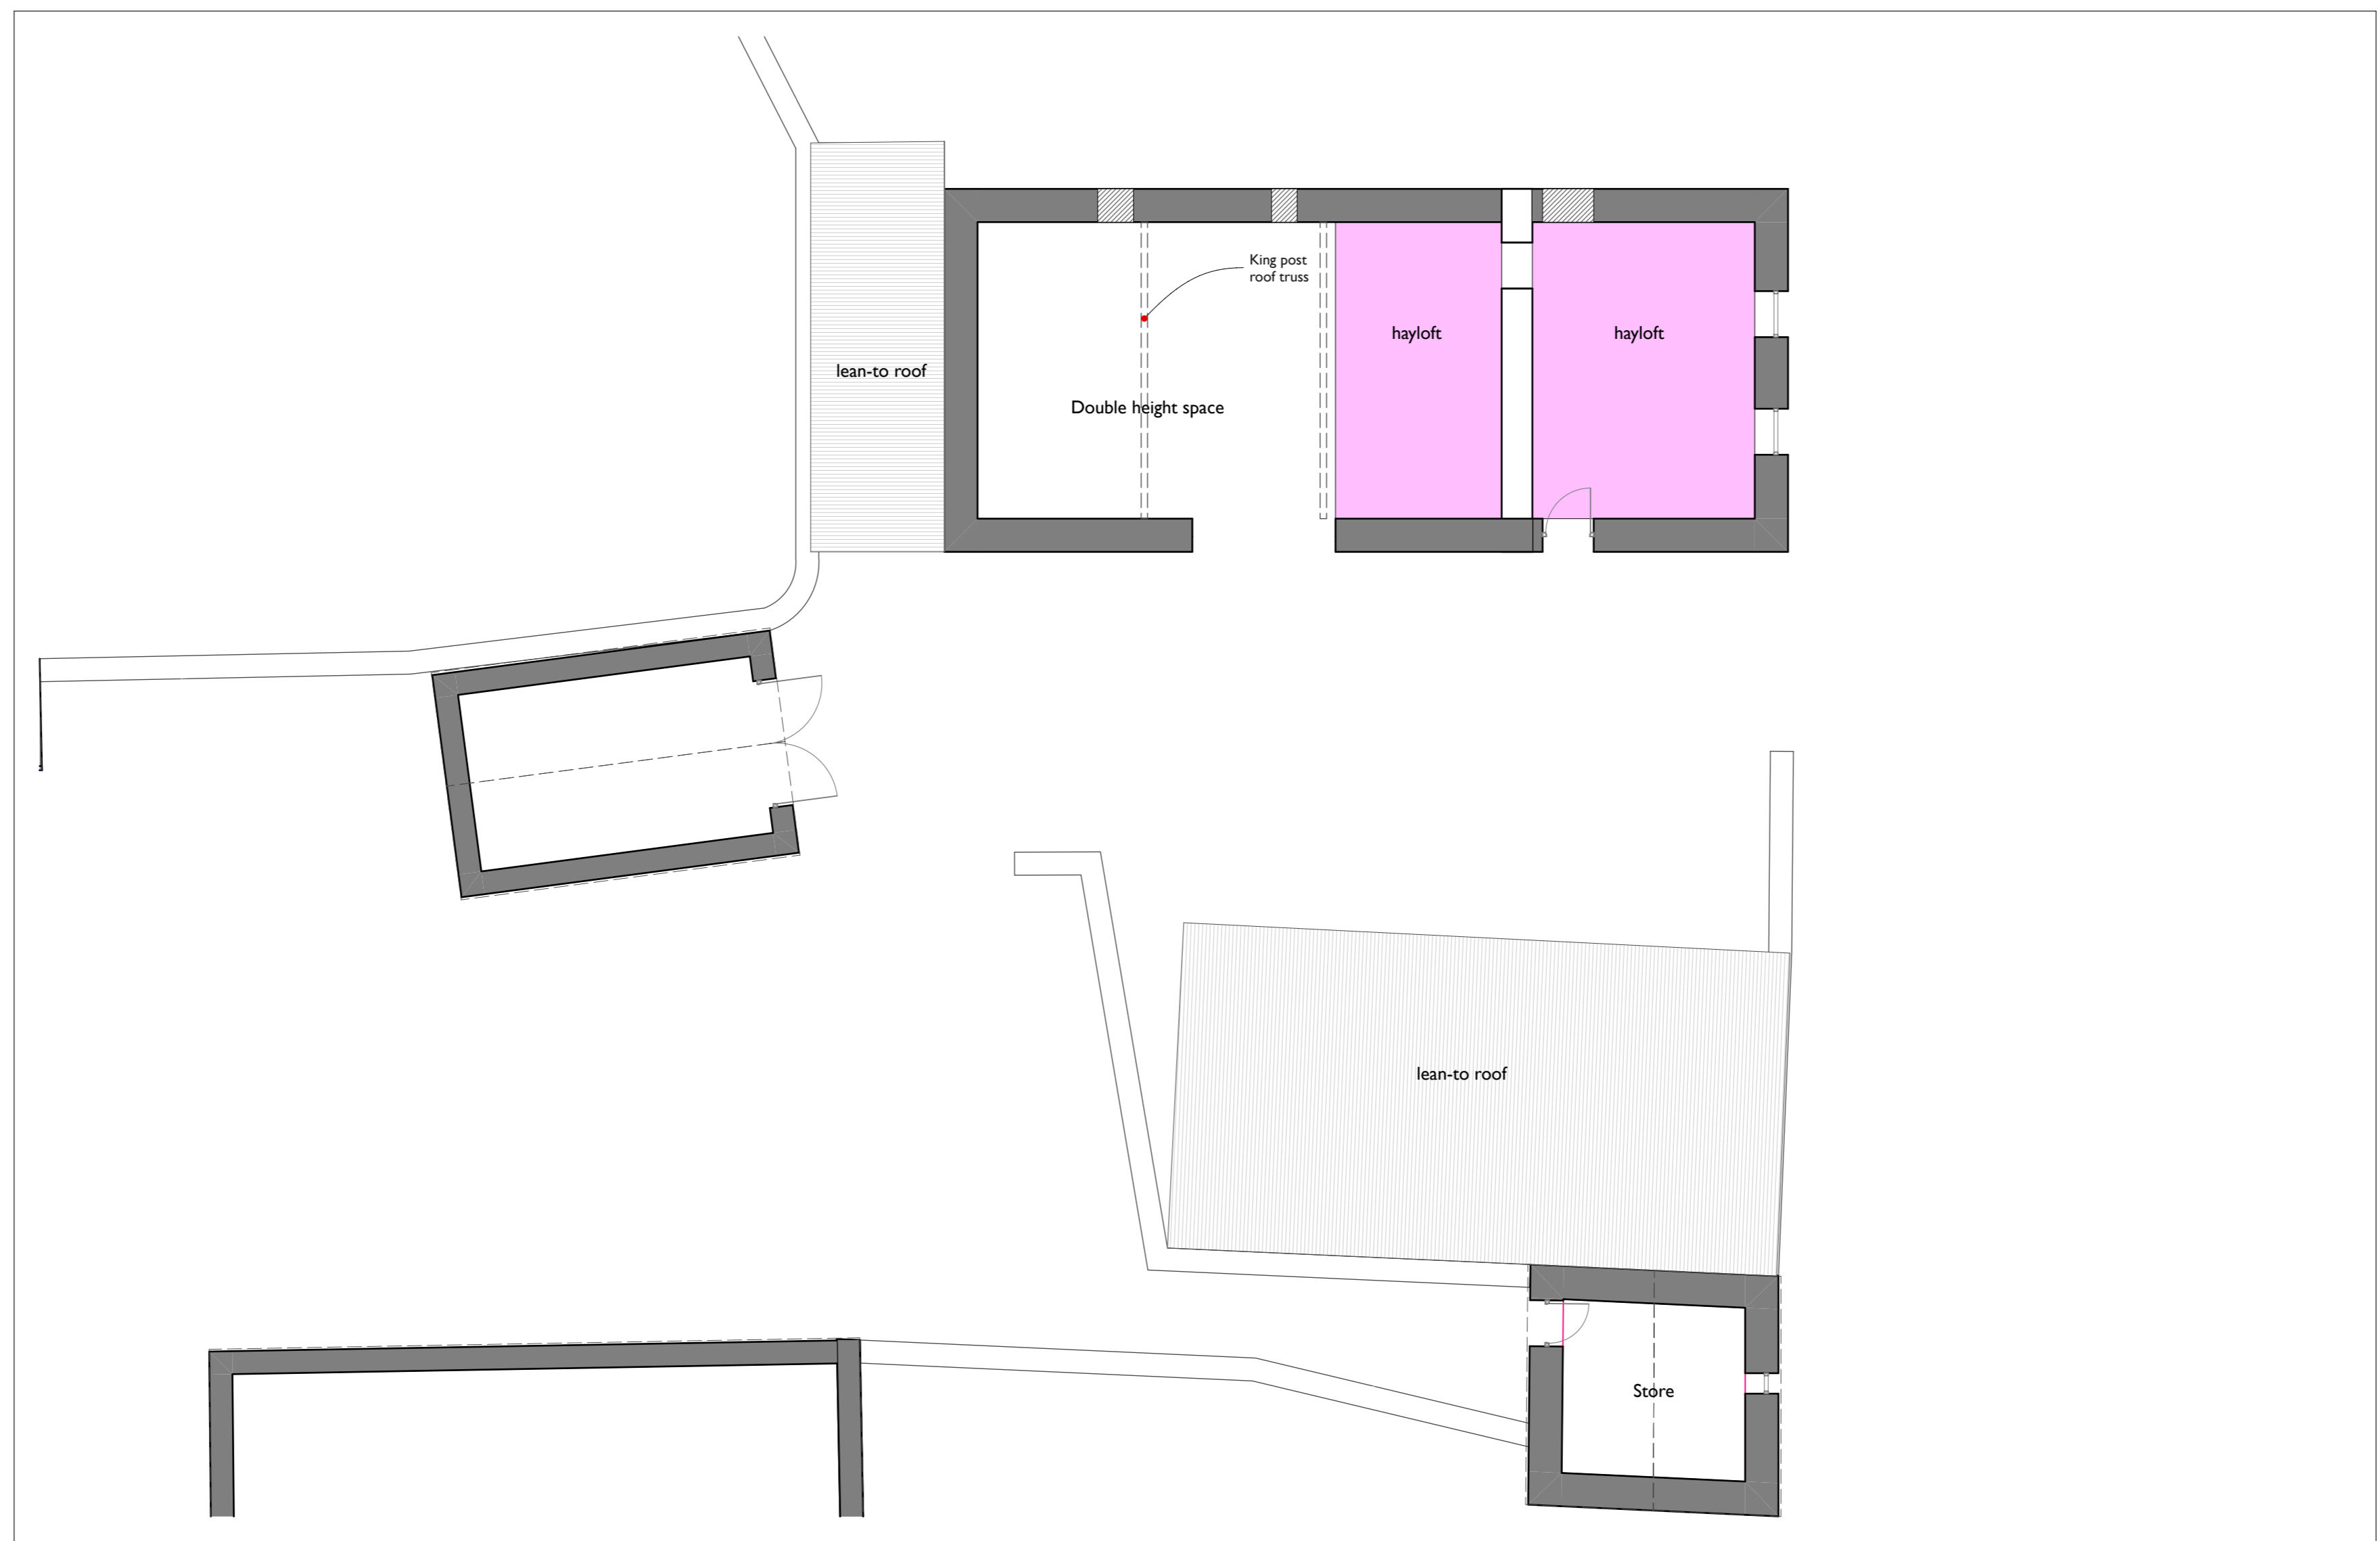 King post
roof truss
hayloft
hayloft
lean-to roof
Double height space
lean-to roof
Store